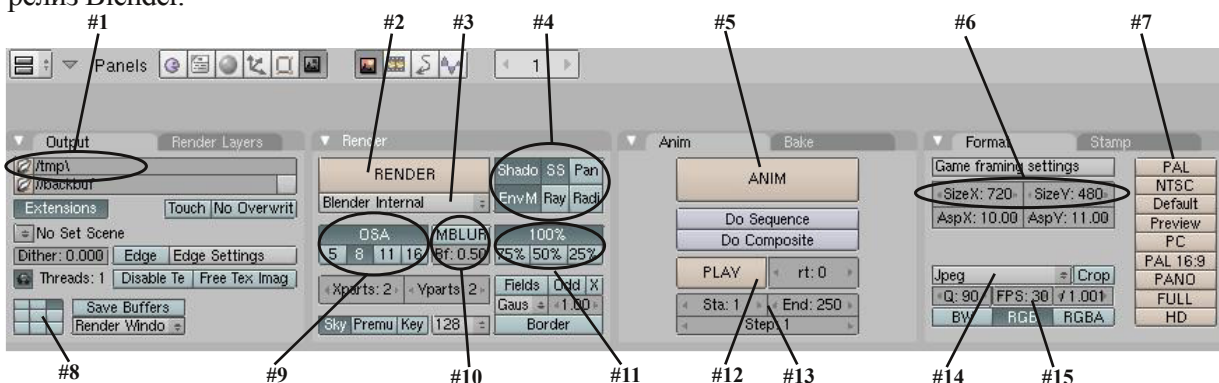 релиз Blender.
#1 #2 #3 #4 #5 #6 #7
Panels 1
Output Render Layers
/tmp\
//backbuf
Extensions Touch No Overwrit
No Set Scene
Dither: 0.000 Edge Edge Settings
Threads: 1 Disable Te Free Tex Imag
Save Buffers
Render Windo
Render
RENDER
Blender Internal
Shado SS Pan
EnvM Ray Radi
OSA MBLUR 100%
5 8 11 16 Bf: 0.50 75% 50% 25%
Xparts: 2 Yparts: 2 Fields Odd X
Gaus 1.00
Sky Premu Key 128 Border
Anim Bake
ANIM
Do Sequence
Do Composite
PLAY rt: 0
Sta: 1 End: 250
Step: 1
Format Stamp
Game framing settings
SizeX: 720 SizeY: 480
AspX: 10.00 AspY: 11.00
Jpeg Crop
Q: 90 FPS: 30 /1.001
BW RGB RGBA
PAL
NTSC
Default
Preview
PC
PAL 16:9
PANO
FULL
HD
#8 #9 #10 #11 #12 #13 #14 #15